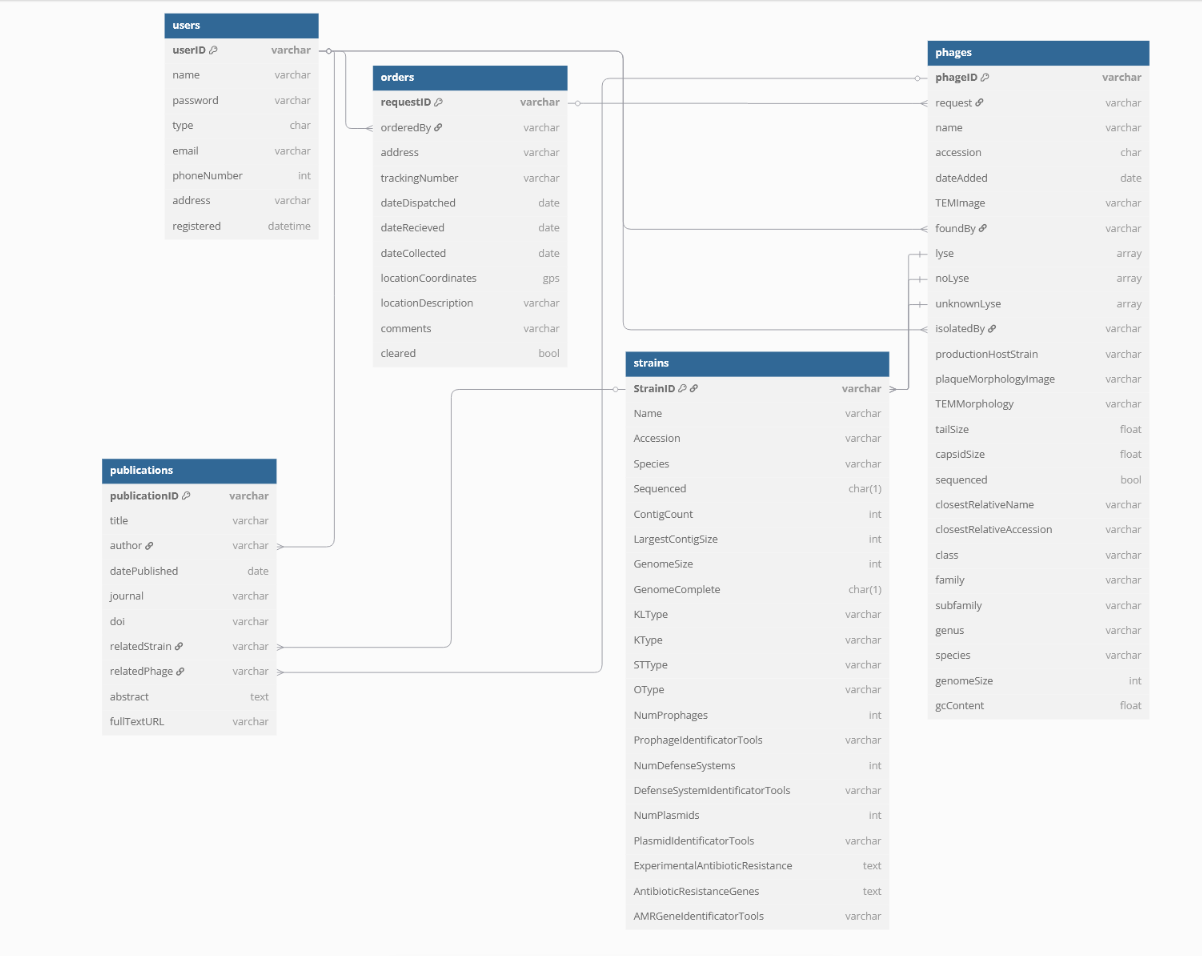 users
userID varchar
name varchar
password varchar
type char
email varchar
phoneNumber int
address varchar
registered datetime
orders
requestID varchar
orderedBy varchar
address varchar
trackingNumber varchar
dateDispatched date
dateRecieved date
dateCollected date
locationCoordinates gps
locationDescription varchar
comments varchar
cleared bool
phages
phageID varchar
request varchar
name varchar
accession char
dateAdded date
TEMImage varchar
foundBy varchar
lyse array
noLyse array
unknownLyse array
isolatedBy varchar
productionHostStrain varchar
plaqueMorphologyImage varchar
TEMMorphology varchar
tailSize float
capsidSize float
sequenced bool
closestRelativeName varchar
closestRelativeAccession varchar
class varchar
family varchar
subfamily varchar
genus varchar
species varchar
genomeSize int
gcContent float
strains
StrainID varchar
Name varchar
Accession varchar
Species varchar
Sequenced char(1)
ContigCount int
LargestContigSize int
GenomeSize int
GenomeComplete char(1)
KLType varchar
KType varchar
STType varchar
OType varchar
NumProphages int
ProphageIdentificatorTools varchar
NumDefenseSystems int
DefenseSystemIdentificatorTools varchar
NumPlasmids int
PlasmidIdentificatorTools varchar
ExperimentalAntibioticResistance text
AntibioticResistanceGenes text
AMRGeneIdentificatorTools varchar
publications
publicationID varchar
title varchar
author varchar
datePublished date
journal varchar
doi varchar
relatedStrain varchar
relatedPhage varchar
abstract text
fullTextURL varchar